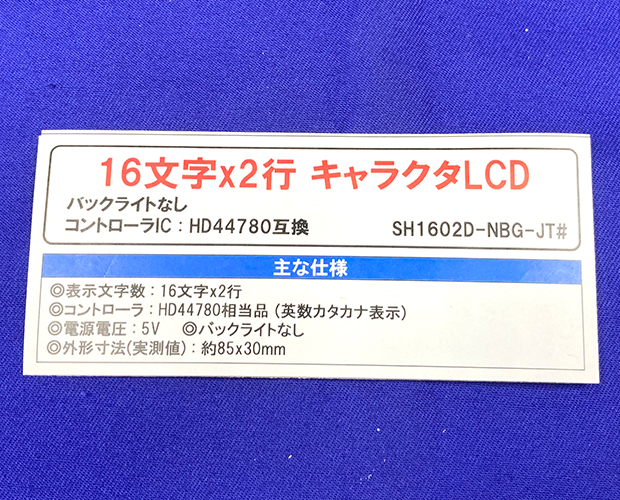 16文字x2行 キャラクタLCD
バックライトなし
コントローラIC：HD44780互換 SH1602D-NBG-JT#
主な仕様
◎表示文字数：16文字x2行
◎コントローラ：HD44780相当品 (英数カタカナ表示)
◎電源電圧：5V ◎バックライトなし
◎外形寸法(実測値)：約85x30mm